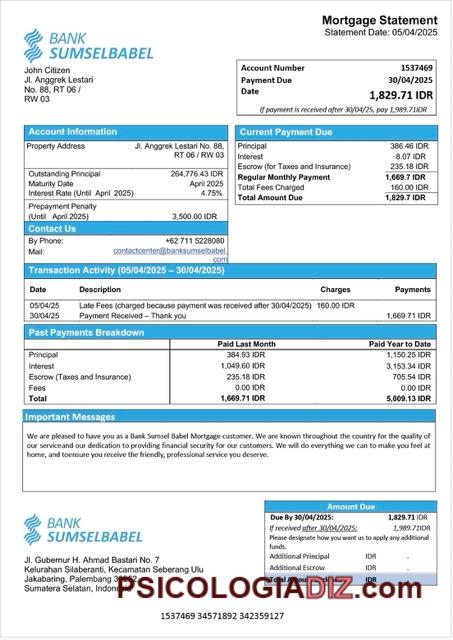 Mortgage Statement
Statement Date: 05/04/2025
BANK
SUMSELBABEL
John Citizen
Jl. Anggrek Lestari
No. 88, RT 06 /
RW 03
Account Number 1537469
Payment Due 30/04/2025
Date 1,829.71 IDR
If payment is received after 30/04/25, pay 1,989.71IDR
Account Information
Property Address Jl. Anggrek Lestari No. 88,
RT 06 / RW 03
Outstanding Principal 264,776.43 IDR
Maturity Date April 2025
Interest Rate (Until April 2025) 4.75%
Prepayment Penalty
(Until April 2025) 3,500.00 IDR
Contact Us
By Phone: +62 711 5228080
Mail: contactcenter@banksumselbabel.
com
Current Payment Due
Principal 386.46 IDR
Interest 8.07 IDR
Escrow (for Taxes and Insurance) 235.18 IDR
Regular Monthly Payment 1,669.7 IDR
Total Fees Charged 160.00 IDR
Total Amount Due 1,829.7 IDR
Transaction Activity (05/04/2025 – 30/04/2025)
Date Description Charges Payments
05/04/25 Late Fees (charged because payment was received after 30/04/2025) 160.00 IDR
30/04/25 Payment Received – Thank you 1,669.71 IDR
Past Payments Breakdown
Paid Last Month Paid Year to Date
Principal 384.93 IDR 1,150.25 IDR
Interest 1,049.60 IDR 3,153.34 IDR
Escrow (Taxes and Insurance) 235.18 IDR 705.54 IDR
Fees 0.00 IDR 0.00 IDR
Total 1,669.71 IDR 5,009.13 IDR
Important Messages
We are pleased to have you as a Bank Sumsel Babel Mortgage customer. We are known throughout the country for the quality of
our service and our dedication to providing financial security for our customers. We will do everything we can to make you feel at
home, and toensure you receive the friendly, professional service you deserve.
BANK
SUMSELBABEL
Jl. Gubernur H. Ahmad Bastari No. 7
Kelurahan Silaberanti, Kecamatan Seberang Ulu
Jakabaring, Palembang
Sumatera Selatan, Indonesia
Amount Due
Due By 30/04/2025: 1,829.71 IDR
If received after 30/04/2025: 1,989.71IDR
Please designate how you want us to apply any additional
funds.
Additional Principal IDR -
Additional Escrow IDR -
Total IDR
PSICOLOGIADIZ.com
1537469 34571892 342359127